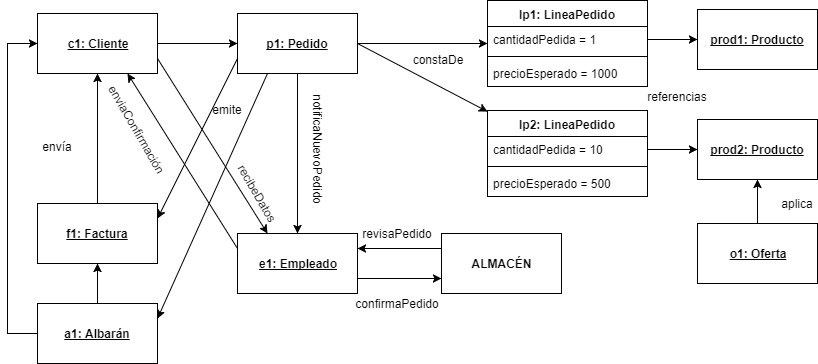 lp1: LineaPedido
cantidadPedida = 1
precioEsperado = 1000
c1: Cliente
p1: Pedido
constaDe
prod1: Producto
referencias
enviaConfirmación
emite
notificaNuevoPedido
lp2: LineaPedido
cantidadPedida = 10
precioEsperado = 500
prod2: Producto
envía
recibeDatos
aplica
f1: Factura
revisaPedido
e1: Empleado
ALMACÉN
o1: Oferta
confirmaPedido
a1: Albarán